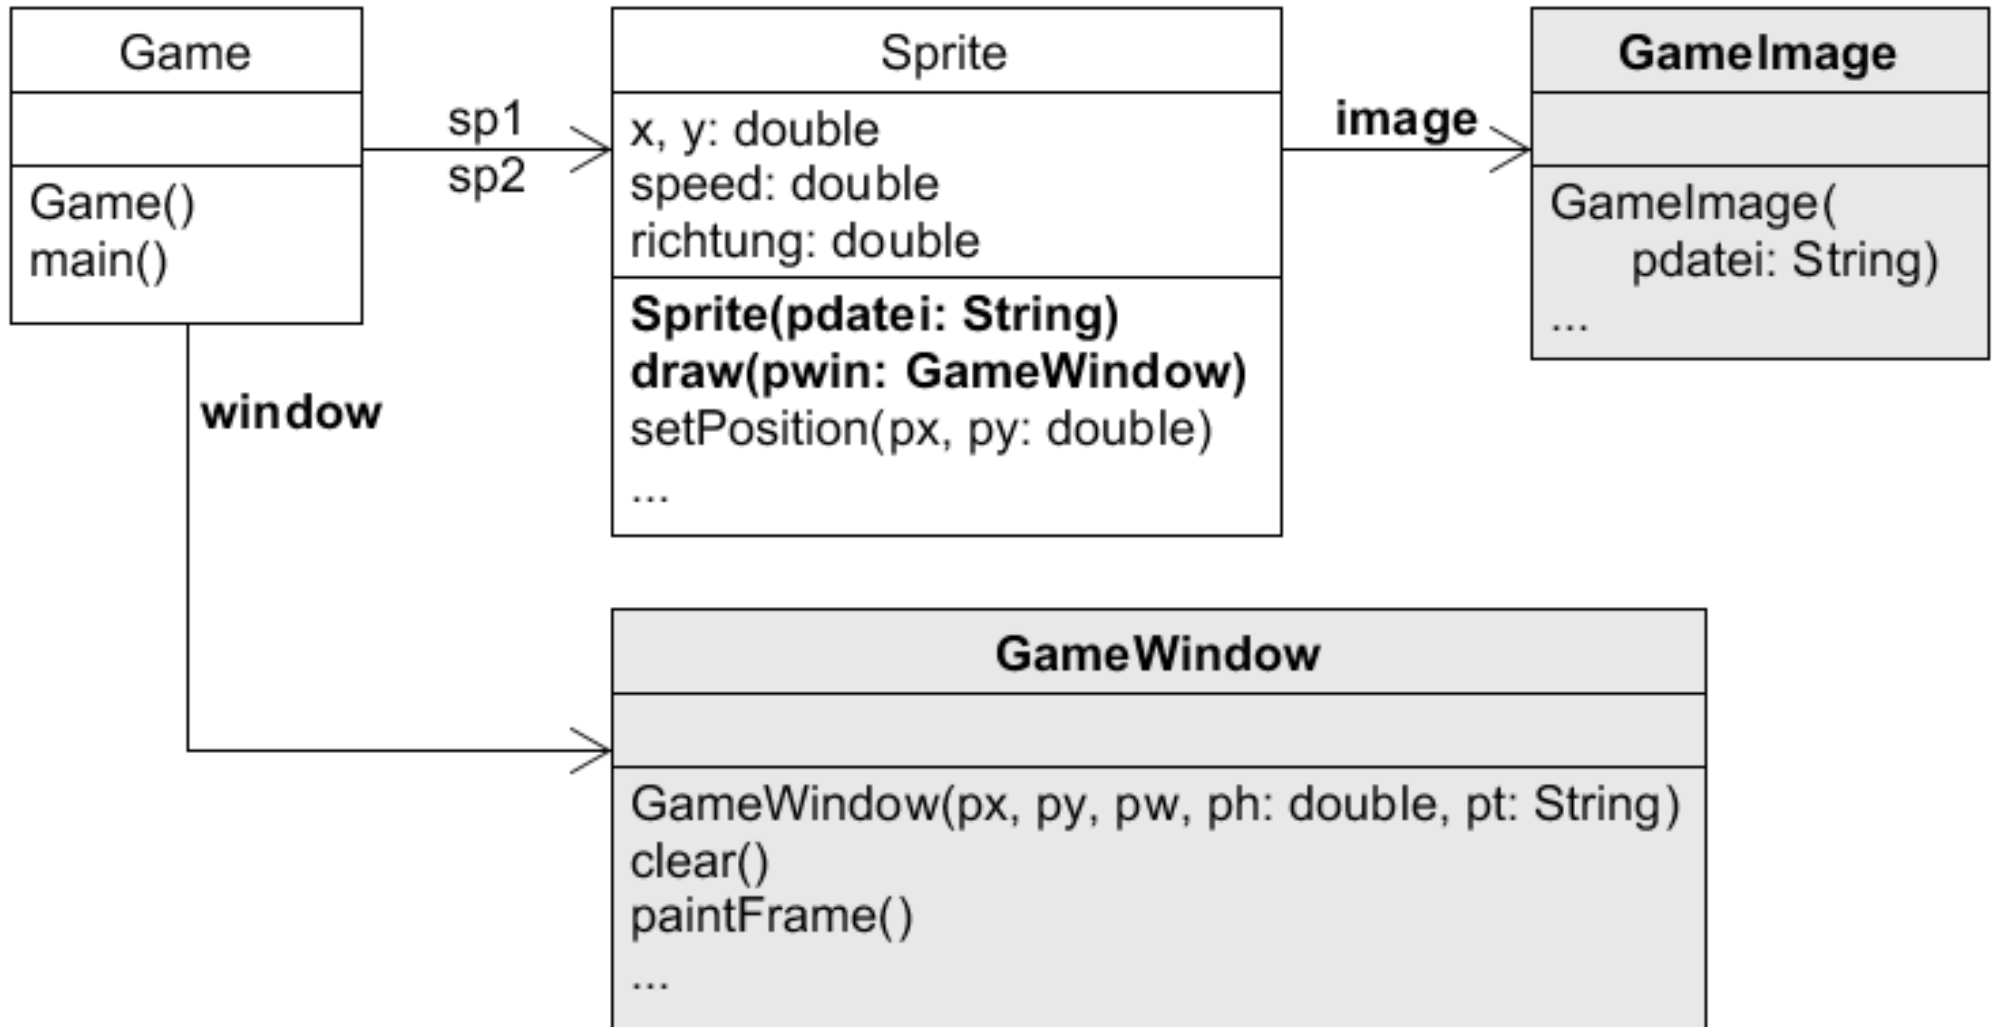 Game
Game()
main()
sp1
sp2
window
Sprite
x, y: double
speed: double
richtung: double
Sprite(pdatei: String)
draw(pwin: GameWindow)
setPosition(px, py: double)
...
image
GameImage
GameImage(
pdatei: String)
...
GameWindow
GameWindow(px, py, pw, ph: double, pt: String)
clear()
paintFrame()
...